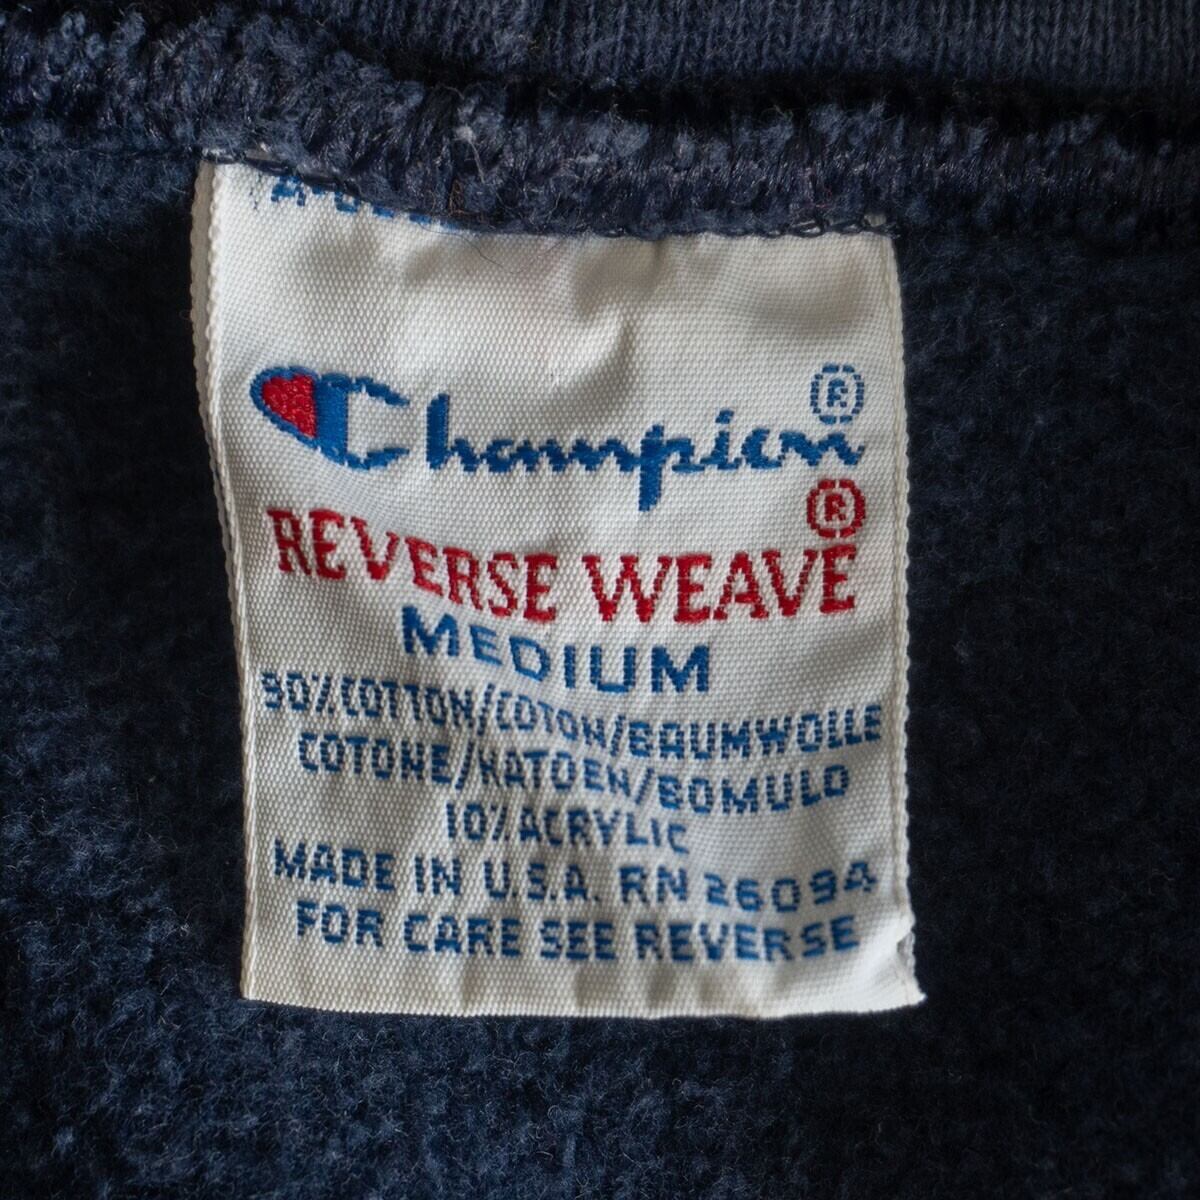 Champion®
REVERSE WEAVE®
MEDIUM
90% COTTON/COTON/BAUMWOLLE
COTONE/KATOEN/BOMULD
10% ACRYLIC
MADE IN U.S.A. RN 26094
FOR CARE SEE REVERSE